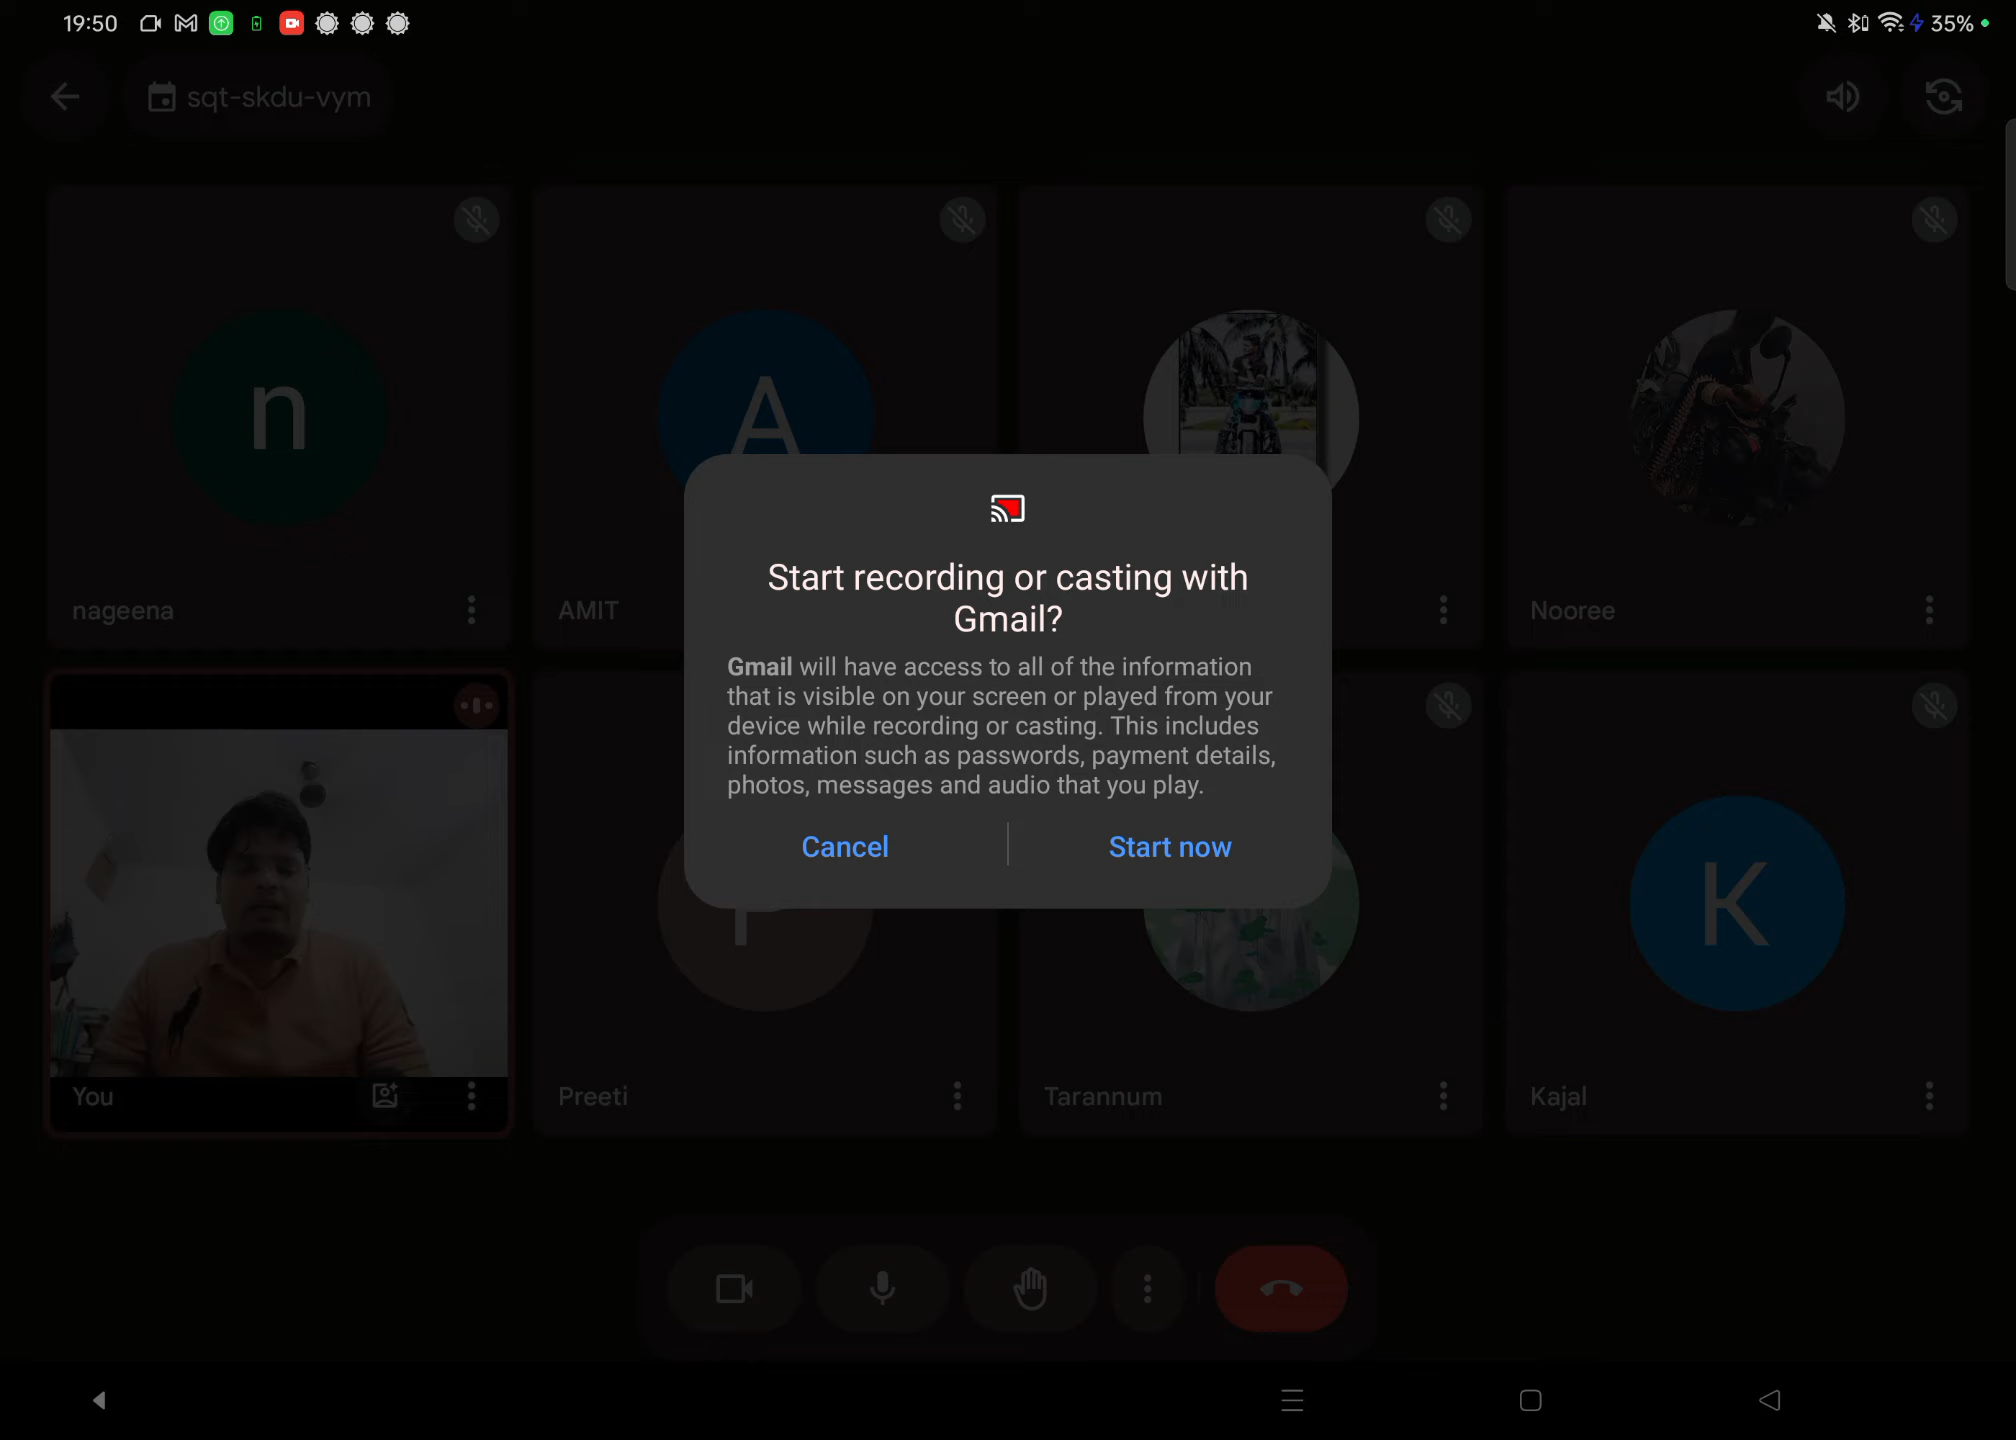 19:50
35%
sqt-skdu-vym
n
A
nageena
AMIT
Nooree
Start recording or casting with
Gmail?
Gmail will have access to all of the information
that is visible on your screen or played from your
device while recording or casting. This includes
information such as passwords, payment details,
photos, messages and audio that you play.
Cancel
Start now
K
You
Preeti
Tarannum
Kajal